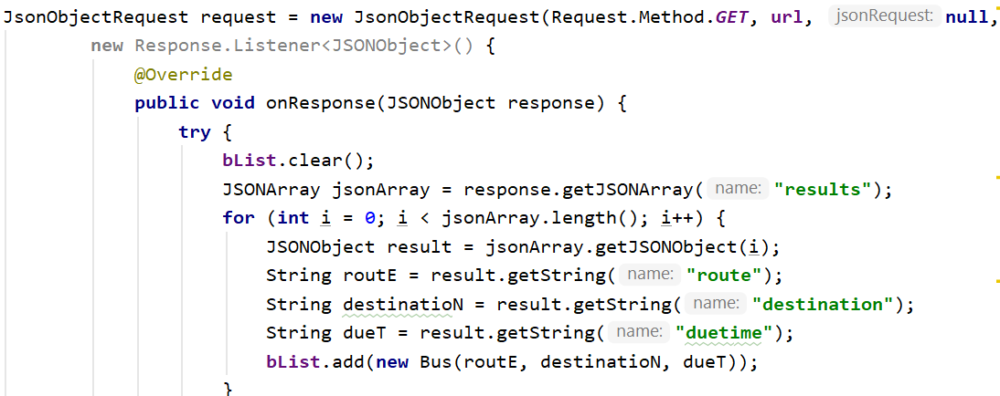 JsonObjectRequest request = new JsonObjectRequest(Request.Method.GET, url, jsonRequest: null,
new Response.Listener<JSONObject>() {
@Override
public void onResponse(JSONObject response) {
try {
bList.clear();
JSONArray jsonArray = response.getJSONArray( name: "results");
for (int i = 0; i < jsonArray.length(); i++) {
JSONObject result = jsonArray.getJSONObject(i);
String routE = result.getString( name: "route");
String destinatioN = result.getString( name: "destination");
String dueT = result.getString( name: "duetime");
bList.add(new Bus(routE, destinatioN, dueT));
}